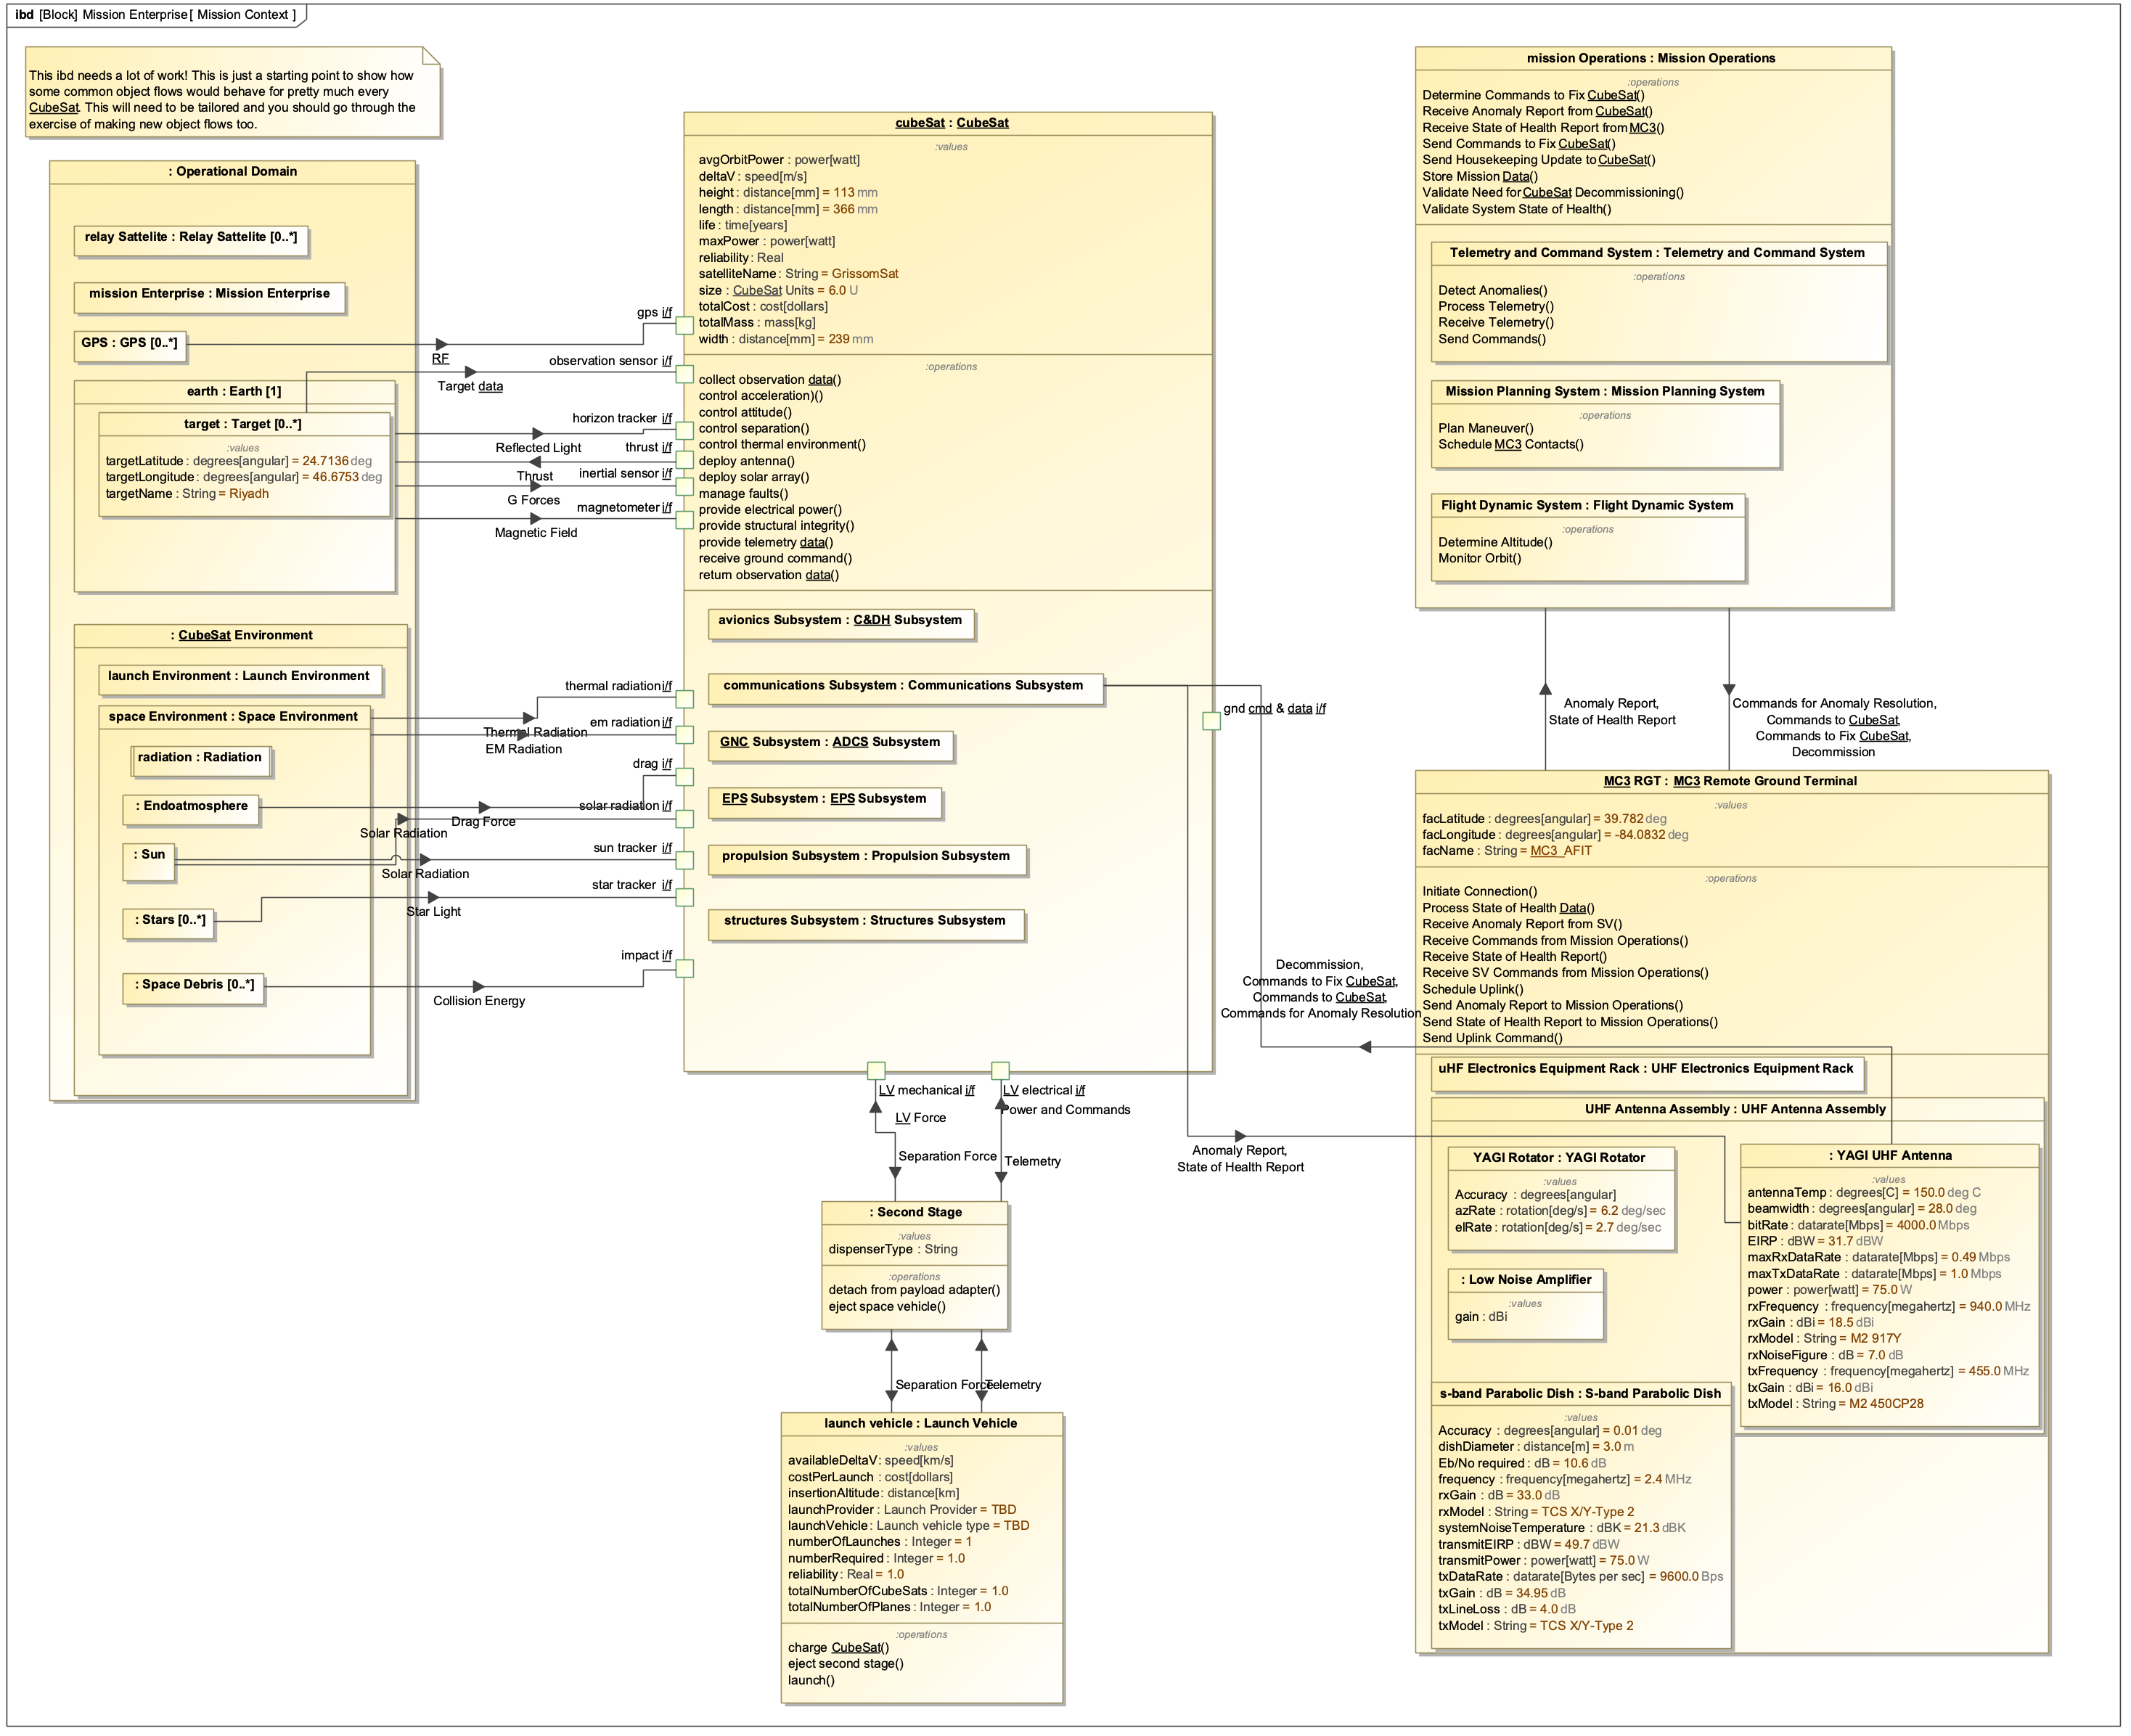 ibd [Block] Mission Enterprise[ Mission Context ]
This ibd needs a lot of work! This is just a starting point to show how
some common object flows would behave for pretty much every
CubeSat. This will need to be tailored and you should go through the
exercise of making new object flows too.
: Operational Domain
relay Sattelite : Relay Sattelite [0..*]
mission Enterprise : Mission Enterprise
GPS : GPS [0..*]
earth : Earth [1]
target : Target [0..*]
:values
targetLatitude : degrees[angular] = 24.7136 deg
targetLongitude : degrees[angular] = 46.6753 deg
targetName : String = Riyadh
: CubeSat Environment
launch Environment : Launch Environment
space Environment : Space Environment
radiation : Radiation
: Endoatmosphere
: Sun
: Stars [0..*]
: Space Debris [0..*]
RF
Target data
Reflected Light
Thrust
G Forces
Magnetic Field
Thermal Radiation
EM Radiation
Drag Force
Solar Radiation
Solar Radiation
Star Light
Collision Energy
gps i/f
observation sensor i/f
horizon tracker i/f
thrust i/f
inertial sensor i/f
magnetometer i/f
thermal radiation i/f
em radiation i/f
drag i/f
solar radiation i/f
sun tracker i/f
star tracker i/f
impact i/f
cubeSat : CubeSat
:values
avgOrbitPower : power[watt]
deltaV : speed[m/s]
height : distance[mm] = 113 mm
length : distance[mm] = 366 mm
life : time[years]
maxPower : power[watt]
reliability : Real
satelliteName : String = GrissomSat
size : CubeSat Units = 6.0 U
totalCost : cost[dollars]
totalMass : mass[kg]
width : distance[mm] = 239 mm
:operations
collect observation data()
control acceleration)()
control attitude()
control separation()
control thermal environment()
deploy antenna()
deploy solar array()
manage faults()
provide electrical power()
provide structural integrity()
provide telemetry data()
receive ground command()
return observation data()
avionics Subsystem : C&DH Subsystem
communications Subsystem : Communications Subsystem
GNC Subsystem : ADCS Subsystem
EPS Subsystem : EPS Subsystem
propulsion Subsystem : Propulsion Subsystem
structures Subsystem : Structures Subsystem
gnd cmd & data i/f
LV mechanical i/f
LV electrical i/f
LV Force
Power and Commands
Separation Force
Telemetry
: Second Stage
:values
dispenserType : String
:operations
detach from payload adapter()
eject space vehicle()
Separation Force
Telemetry
launch vehicle : Launch Vehicle
:values
availableDeltaV : speed[km/s]
costPerLaunch : cost[dollars]
insertionAltitude : distance[km]
launchProvider : Launch Provider = TBD
launchVehicle : Launch vehicle type = TBD
numberOfLaunches : Integer = 1
numberRequired : Integer = 1.0
reliability : Real = 1.0
totalNumberOfCubeSats : Integer = 1.0
totalNumberOfPlanes : Integer = 1.0
:operations
charge CubeSat()
eject second stage()
launch()
mission Operations : Mission Operations
:operations
Determine Commands to Fix CubeSat()
Receive Anomaly Report from CubeSat()
Receive State of Health Report from MC3()
Send Commands to Fix CubeSat()
Send Housekeeping Update to CubeSat()
Store Mission Data()
Validate Need for CubeSat Decommissioning()
Validate System State of Health()
Telemetry and Command System : Telemetry and Command System
:operations
Detect Anomalies()
Process Telemetry()
Receive Telemetry()
Send Commands()
Mission Planning System : Mission Planning System
:operations
Plan Maneuver()
Schedule MC3 Contacts()
Flight Dynamic System : Flight Dynamic System
:operations
Determine Altitude()
Monitor Orbit()
Anomaly Report,
State of Health Report
Commands for Anomaly Resolution,
Commands to CubeSat,
Commands to Fix CubeSat,
Decommission
Decommission,
Commands to Fix CubeSat,
Commands to CubeSat,
Commands for Anomaly Resolution
Anomaly Report,
State of Health Report
MC3 RGT : MC3 Remote Ground Terminal
:values
facLatitude : degrees[angular] = 39.782 deg
facLongitude : degrees[angular] = -84.0832 deg
facName : String = MC3_AFIT
:operations
Initiate Connection()
Process State of Health Data()
Receive Anomaly Report from SV()
Receive Commands from Mission Operations()
Receive State of Health Report()
Receive SV Commands from Mission Operations()
Schedule Uplink()
Send Anomaly Report to Mission Operations()
Send State of Health Report to Mission Operations()
Send Uplink Command()
uHF Electronics Equipment Rack : UHF Electronics Equipment Rack
UHF Antenna Assembly : UHF Antenna Assembly
YAGI Rotator : YAGI Rotator
:values
Accuracy : degrees[angular]
azRate : rotation[deg/s] = 6.2 deg/sec
elRate : rotation[deg/s] = 2.7 deg/sec
: Low Noise Amplifier
:values
gain : dBi
: YAGI UHF Antenna
:values
antennaTemp : degrees[C] = 150.0 deg C
beamwidth : degrees[angular] = 28.0 deg
bitRate : datarate[Mbps] = 4000.0 Mbps
EIRP : dBW = 31.7 dBW
maxRxDataRate : datarate[Mbps] = 0.49 Mbps
maxTxDataRate : datarate[Mbps] = 1.0 Mbps
power : power[watt] = 75.0 W
rxFrequency : frequency[megahertz] = 940.0 MHz
rxGain : dBi = 18.5 dBi
rxModel : String = M2 917Y
rxNoiseFigure : dB = 7.0 dB
txFrequency : frequency[megahertz] = 455.0 MHz
txGain : dBi = 16.0 dBi
txModel : String = M2 450CP28
s-band Parabolic Dish : S-band Parabolic Dish
:values
Accuracy : degrees[angular] = 0.01 deg
dishDiameter : distance[m] = 3.0 m
Eb/No required : dB = 10.6 dB
frequency : frequency[megahertz] = 2.4 MHz
rxGain : dB = 33.0 dB
rxModel : String = TCS X/Y-Type 2
systemNoiseTemperature : dBK = 21.3 dBK
transmitEIRP : dBW = 49.7 dBW
transmitPower : power[watt] = 75.0 W
txDataRate : datarate[Bytes per sec] = 9600.0 Bps
txGain : dB = 34.95 dB
txLineLoss : dB = 4.0 dB
txModel : String = TCS X/Y-Type 2